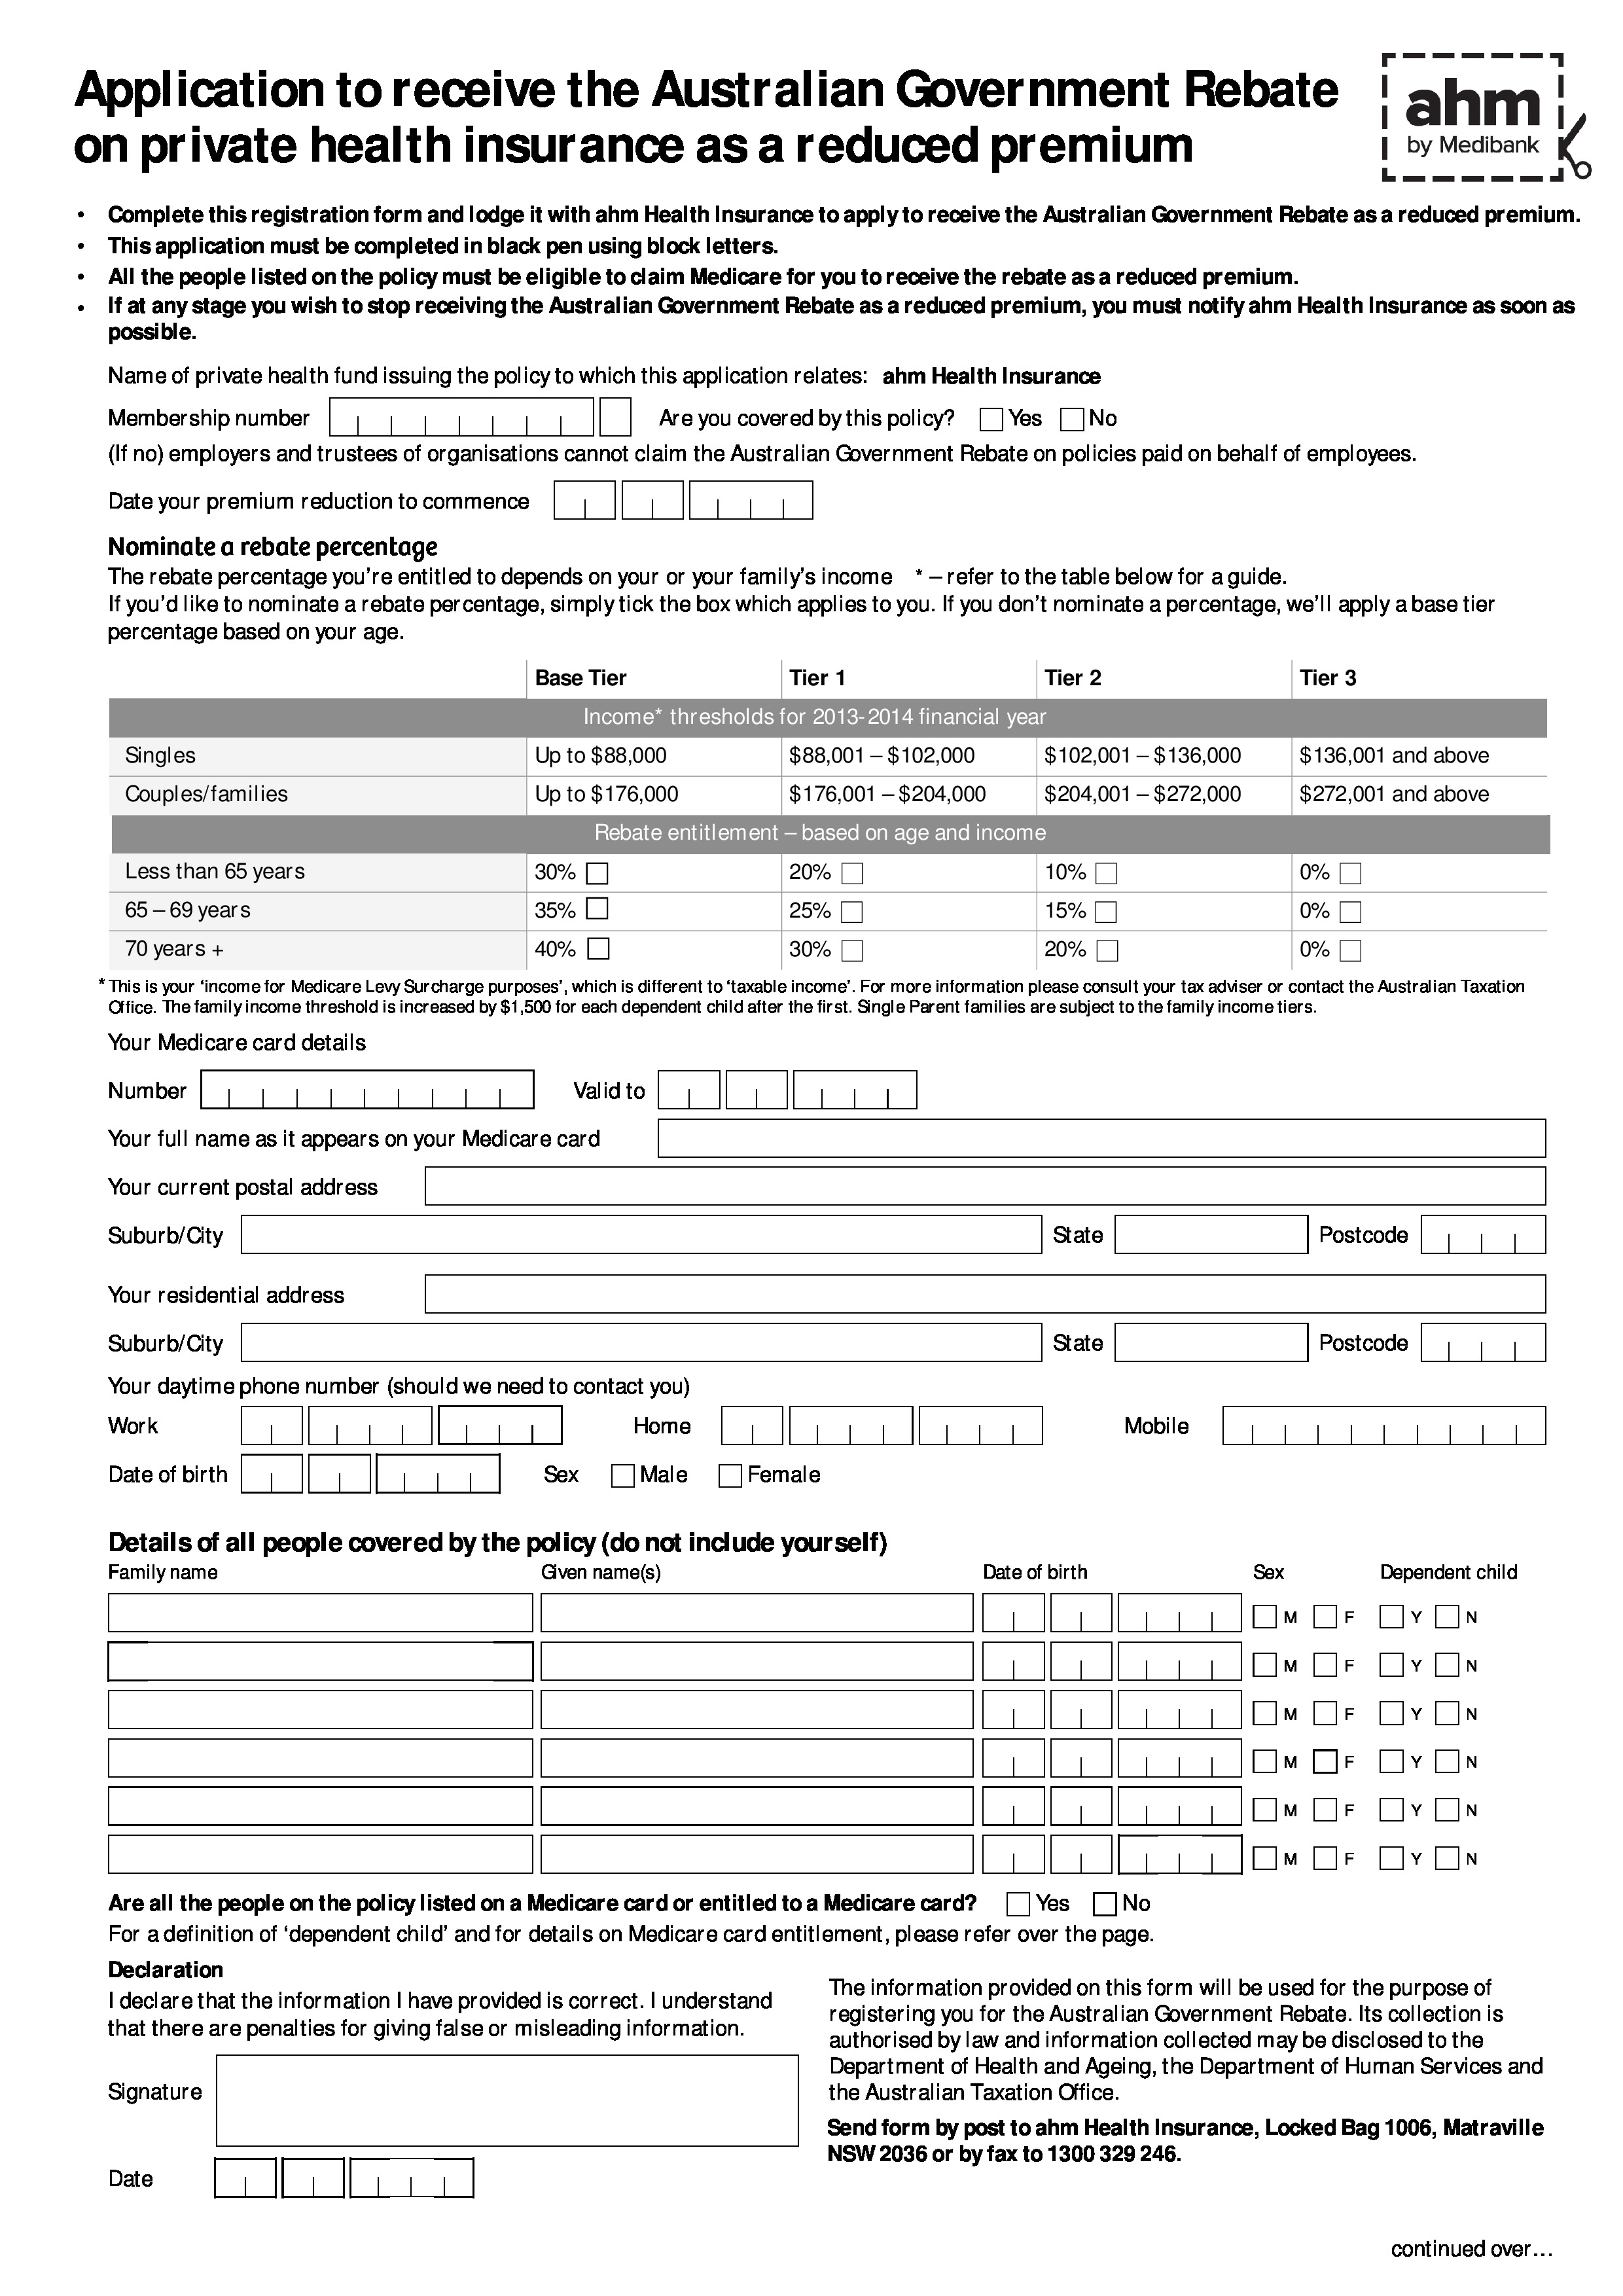 Application to receive the Australian Government Rebate
on private health insurance as a reduced premium
ahm
by Medibank
• Complete this registration form and lodge it with ahm Health Insurance to apply to receive the Australian Government Rebate as a reduced premium.
• This application must be completed in black pen using block letters.
• All the people listed on the policy must be eligible to claim Medicare for you to receive the rebate as a reduced premium.
• If at any stage you wish to stop receiving the Australian Government Rebate as a reduced premium, you must notify ahm Health Insurance as soon as
possible.
Name of private health fund issuing the policy to which this application relates: ahm Health Insurance
Membership number Are you covered by this policy? Yes No
(If no) employers and trustees of organisations cannot claim the Australian Government Rebate on policies paid on behalf of employees.
Date your premium reduction to commence
Nominate a rebate percentage
The rebate percentage you're entitled to depends on your or your family's income * – refer to the table below for a guide.
If you'd like to nominate a rebate percentage, simply tick the box which applies to you. If you don't nominate a percentage, we'll apply a base tier
percentage based on your age.
Base Tier Tier 1 Tier 2 Tier 3
Income* thresholds for 2013-2014 financial year
Singles Up to $88,000 $88,001 – $102,000 $102,001 – $136,000 $136,001 and above
Couples/families Up to $176,000 $176,001 – $204,000 $204,001 – $272,000 $272,001 and above
Rebate entitlement – based on age and income
Less than 65 years 30% 20% 10% 0%
65 – 69 years 35% 25% 15% 0%
70 years + 40% 30% 20% 0%
* This is your 'income for Medicare Levy Surcharge purposes', which is different to 'taxable income'. For more information please consult your tax adviser or contact the Australian Taxation
Office. The family income threshold is increased by $1,500 for each dependent child after the first. Single Parent families are subject to the family income tiers.
Your Medicare card details
Number Valid to
Your full name as it appears on your Medicare card
Your current postal address
Suburb/City State Postcode
Your residential address
Suburb/City State Postcode
Your daytime phone number (should we need to contact you)
Work Home Mobile
Date of birth Sex Male Female
Details of all people covered by the policy (do not include yourself)
Family name Given name(s) Date of birth Sex Dependent child
M F Y N
M F Y N
M F Y N
M F Y N
M F Y N
M F Y N
Are all the people on the policy listed on a Medicare card or entitled to a Medicare card? Yes No
For a definition of 'dependent child' and for details on Medicare card entitlement, please refer over the page.
Declaration
I declare that the information I have provided is correct. I understand
that there are penalties for giving false or misleading information.
Signature
Date
The information provided on this form will be used for the purpose of
registering you for the Australian Government Rebate. Its collection is
authorised by law and information collected may be disclosed to the
Department of Health and Ageing, the Department of Human Services and
the Australian Taxation Office.
Send form by post to ahm Health Insurance, Locked Bag 1006, Matraville
NSW 2036 or by fax to 1300 329 246.
continued over…